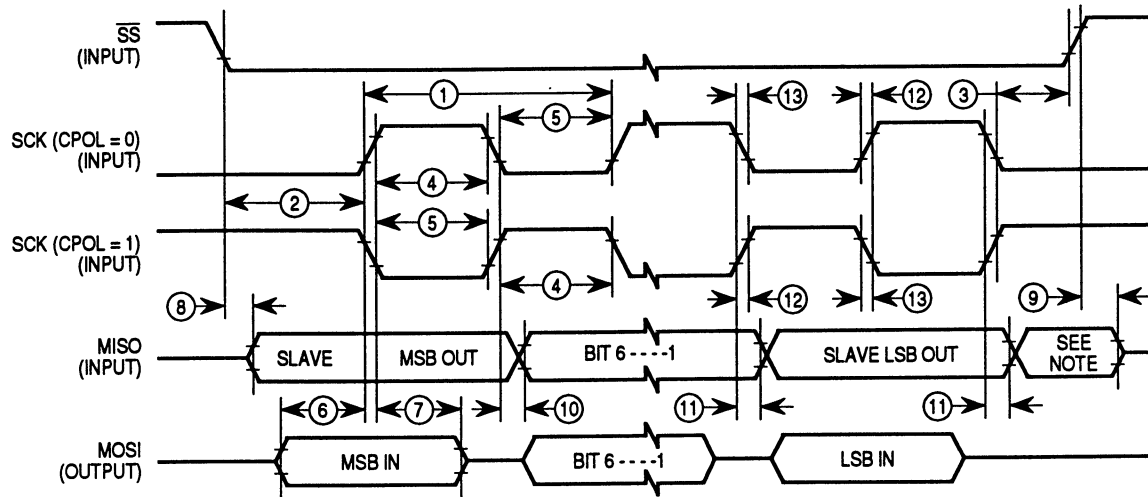 SS
(INPUT)
1
13
12
3
5
SCK (CPOL = 0)
(INPUT)
4
2
5
SCK (CPOL = 1)
(INPUT)
4
12
13
8
9
MISO
(INPUT)
SLAVE MSB OUT
BIT 6 - - - - - 1
SLAVE LSB OUT
SEE
NOTE
6
7
10
11
11
MOSI
(OUTPUT)
MSB IN
BIT 6 - - - - 1
LSB IN